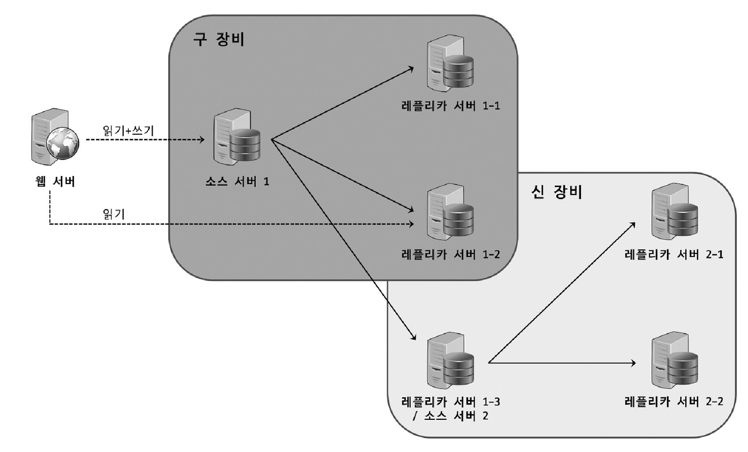 구 장비
레플리카 서버 1-1
읽기+쓰기
웹 서버
소스 서버 1
신 장비
읽기
레플리카 서버 1-2
레플리카 서버 2-1
레플리카 서버 1-3
/ 소스 서버 2
레플리카 서버 2-2